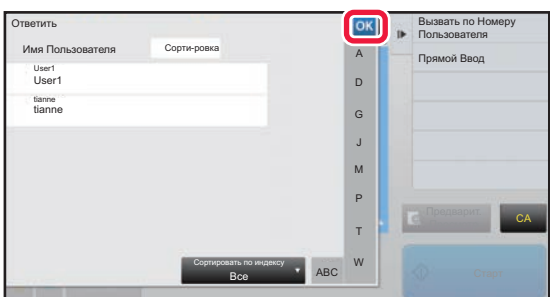 Ответить
OK
Имя Пользователя
Сорти-ровка
User1
User1
tianne
tianne
A
D
G
J
M
P
T
W
Сортировать по индексу
Все
ABC
Вызвать по Номеру
Пользователя
Прямой Ввод
CA
Старт